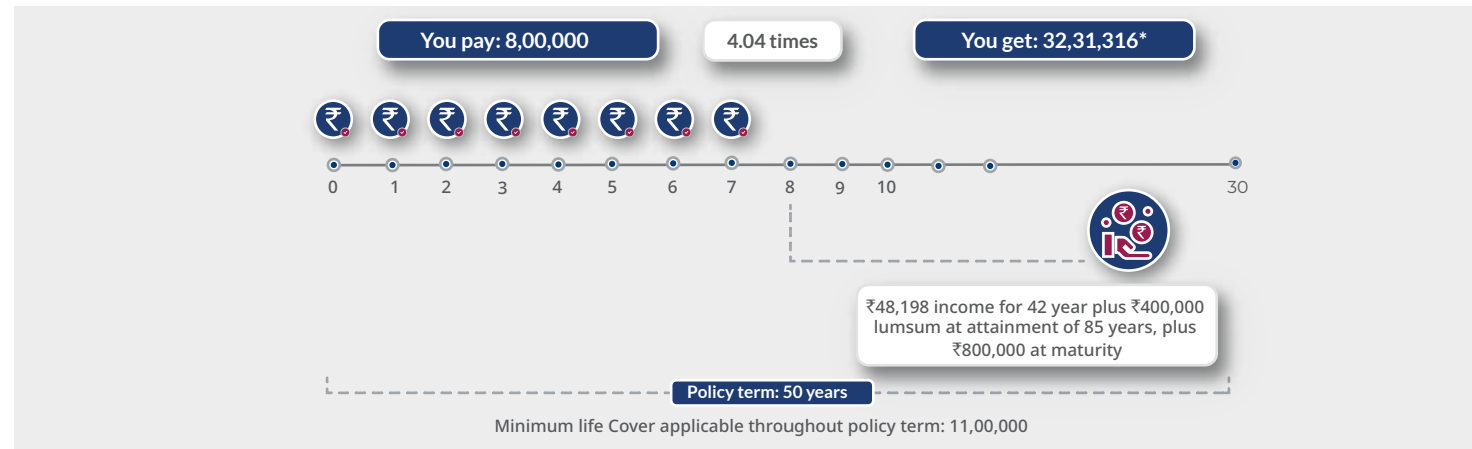 You pay: 8,00,000
4.04 times
You get: 32,31,316*
₹ ₹ ₹ ₹ ₹ ₹ ₹ ₹
0 1 2 3 4 5 6 7 8 9 10 30
₹ ₹
₹48,198 income for 42 year plus ₹400,000
lumsum at attainment of 85 years, plus
₹800,000 at maturity
Policy term: 50 years
Minimum life Cover applicable throughout policy term: 11,00,000